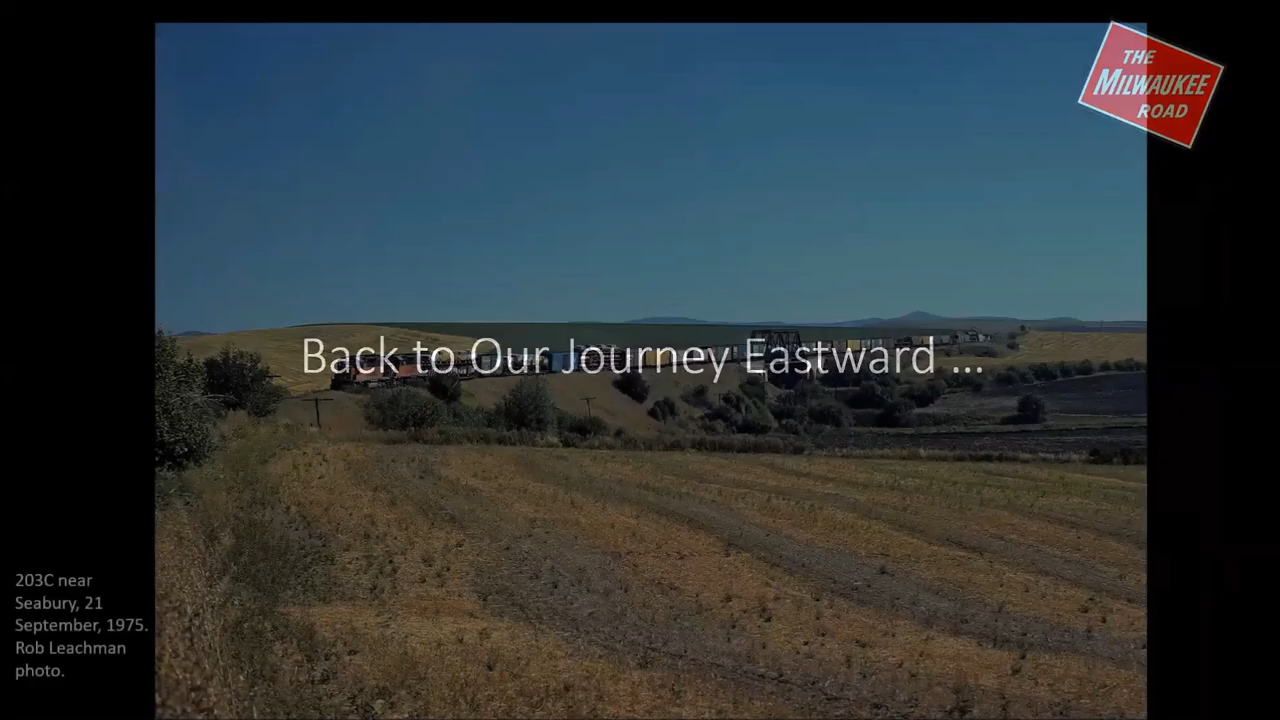 THE
MILWAUKEE
ROAD
Back to Our Journey Eastward ...
203C near
Seabury, 21
September, 1975.
Rob Leachman
photo.